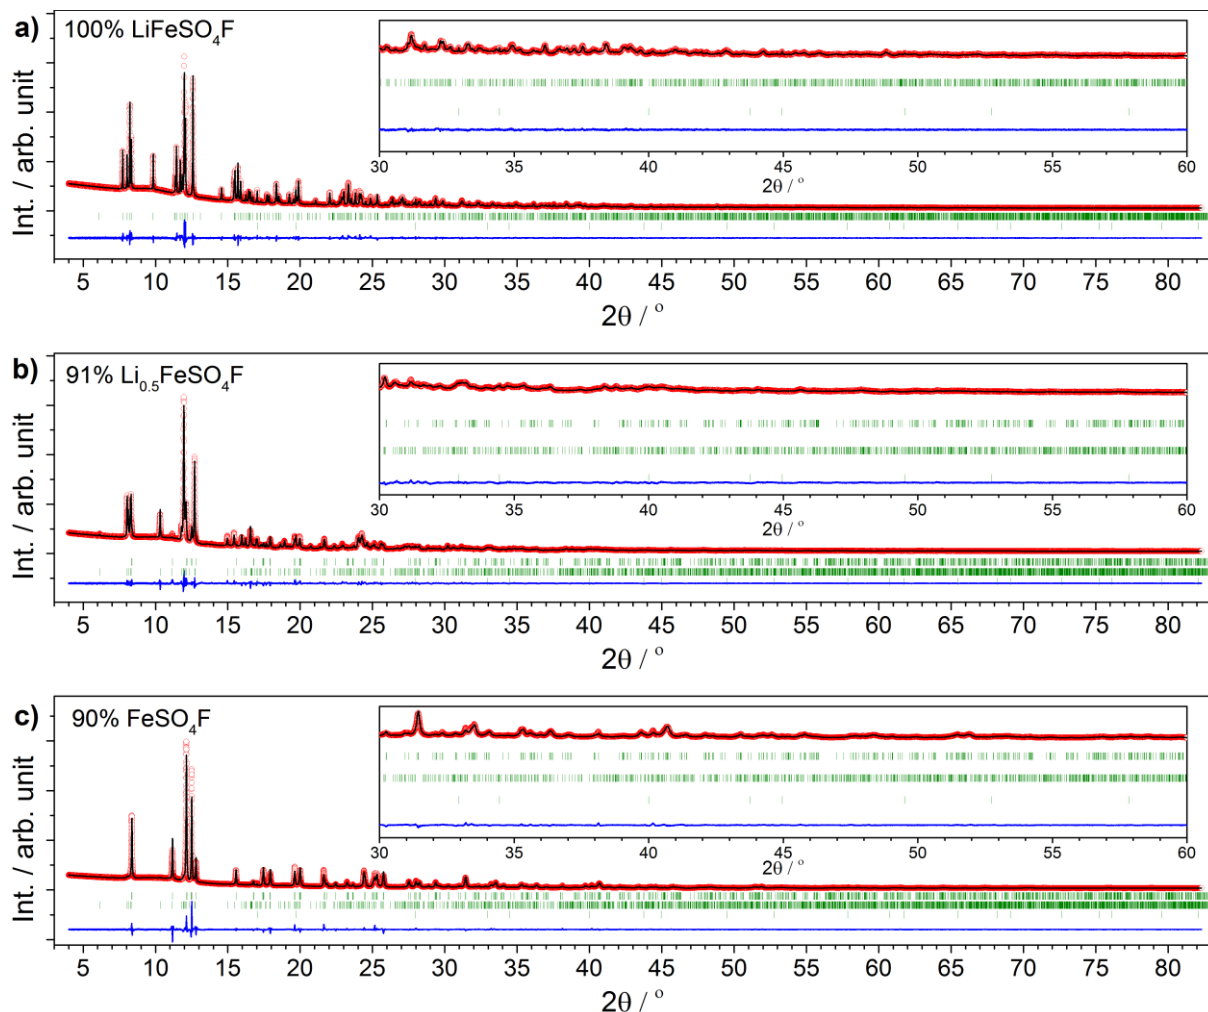 a) 100% LiFeSO₄F
Int. / arb. unit
30 35 40 45 50 55 60
2θ / °
5 10 15 20 25 30 35 40 45 50 55 60 65 70 75 80
2θ / °
b) 91% Li₀.₅FeSO₄F
Int. / arb. unit
30 35 40 45 50 55 60
2θ / °
5 10 15 20 25 30 35 40 45 50 55 60 65 70 75 80
2θ / °
c) 90% FeSO₄F
Int. / arb. unit
30 35 40 45 50 55 60
2θ / °
5 10 15 20 25 30 35 40 45 50 55 60 65 70 75 80
2θ / °